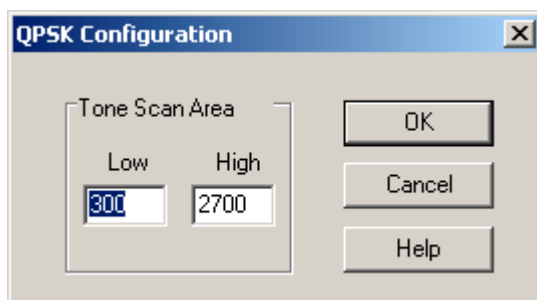 QPSK Configuration
Tone Scan Area
Low High
300 2700
OK
Cancel
Help